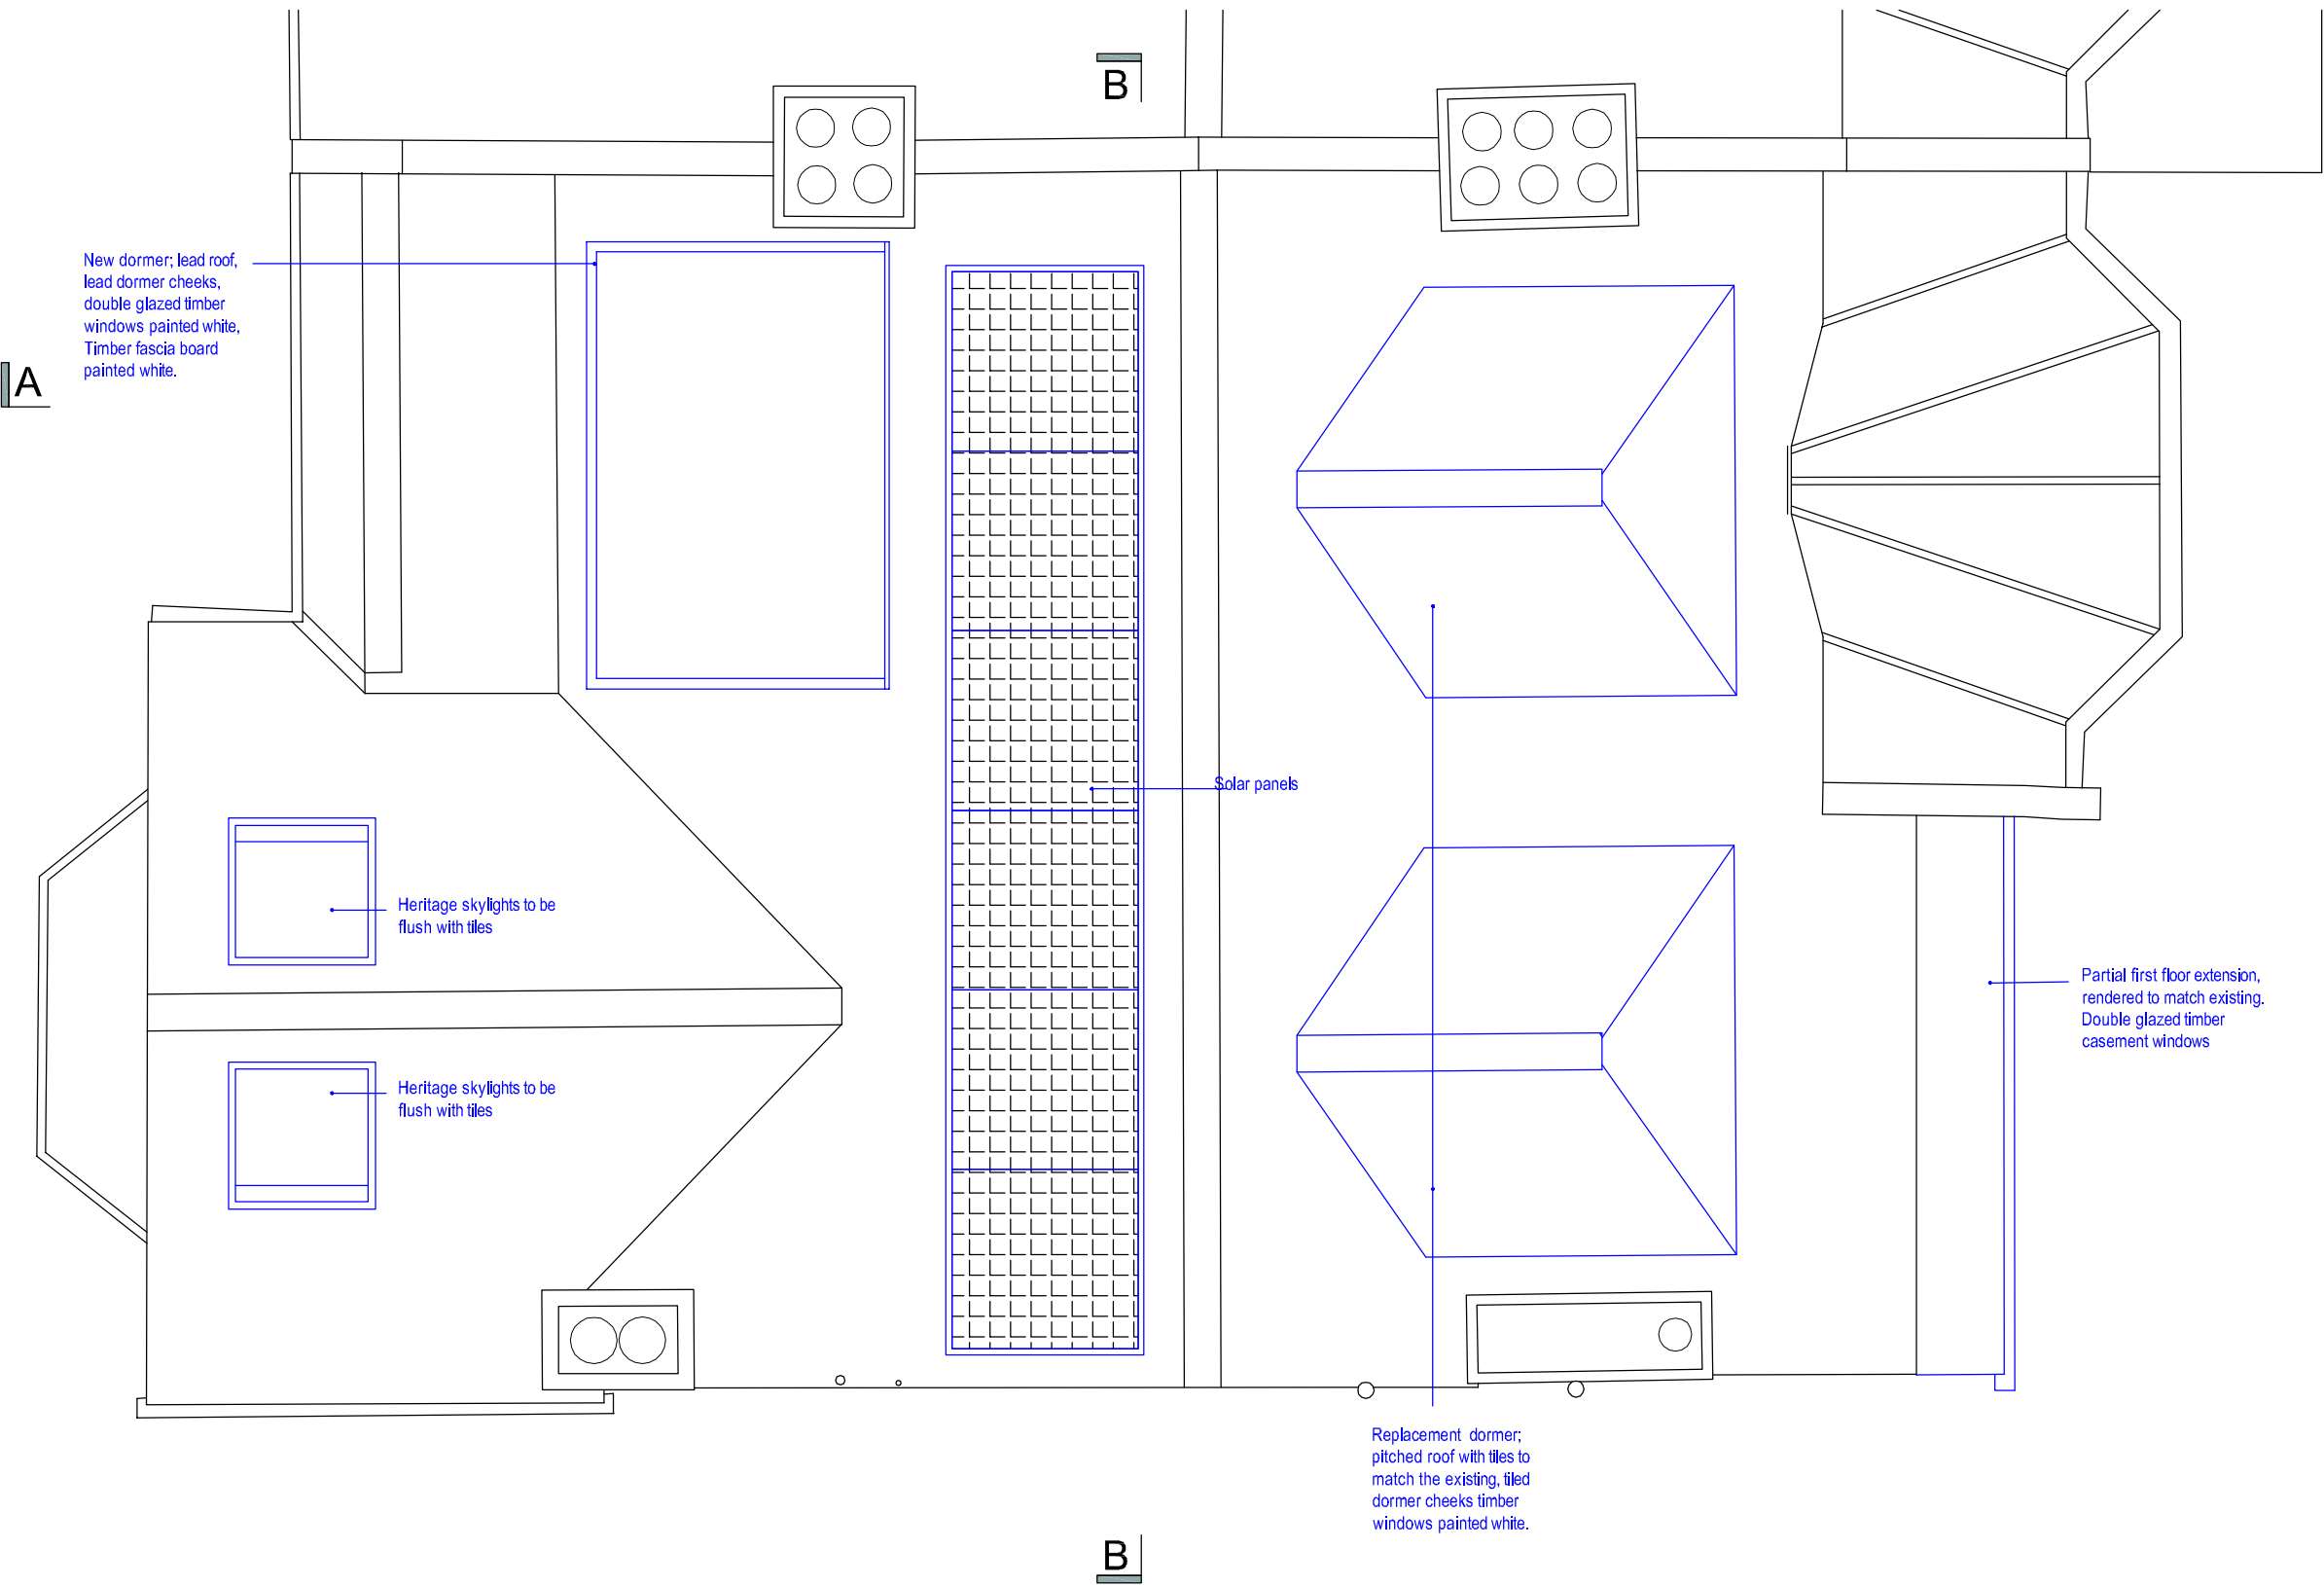 B
New dormer; lead roof,
lead dormer cheeks,
double glazed timber
windows painted white,
Timber fascia board
painted white.
A
Solar panels
Heritage skylights to be
flush with tiles
Partial first floor extension,
rendered to match existing.
Double glazed timber
casement windows
Heritage skylights to be
flush with tiles
Replacement dormer;
pitched roof with tiles to
match the existing, tiled
dormer cheeks timber
windows painted white.
B